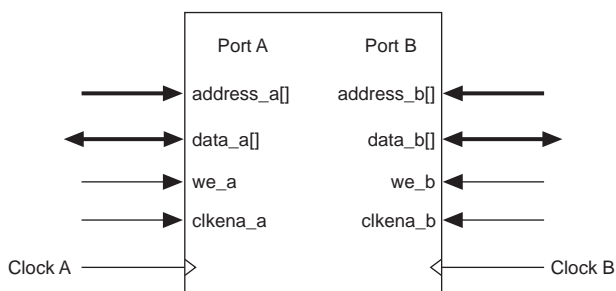 Port A Port B
address_a[] address_b[]
data_a[] data_b[]
we_a we_b
clkena_a clkena_b
Clock A Clock B